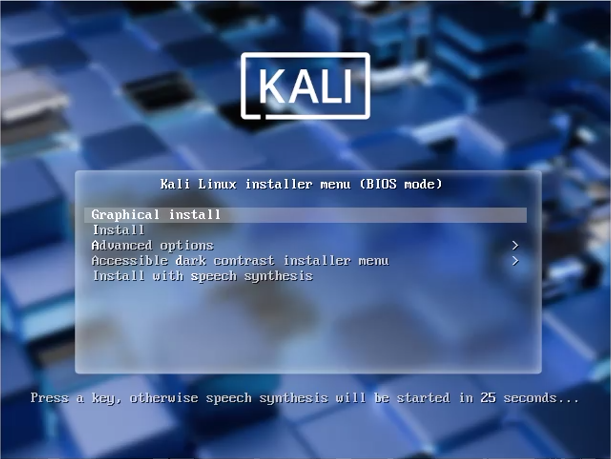 KALI
Kali Linux installer menu (BIOS mode)
Graphical install
Install
Advanced options >
Accessible dark contrast installer menu >
Install with speech synthesis
Press a key, otherwise speech synthesis will be started in 25 seconds...